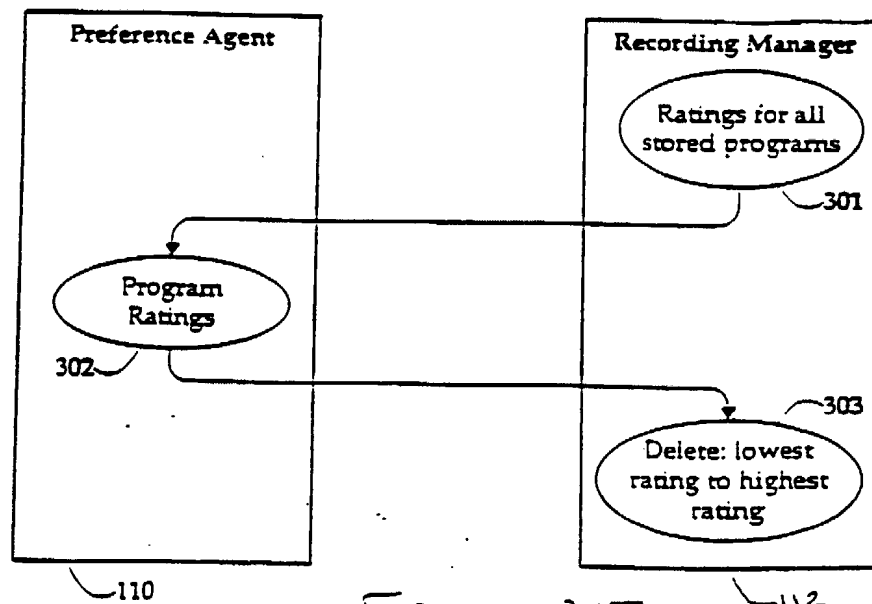 Preference Agent
Recording Manager
Ratings for all
stored programs
301
Program
Ratings
302
303
Delete: lowest
rating to highest
rating
110
112